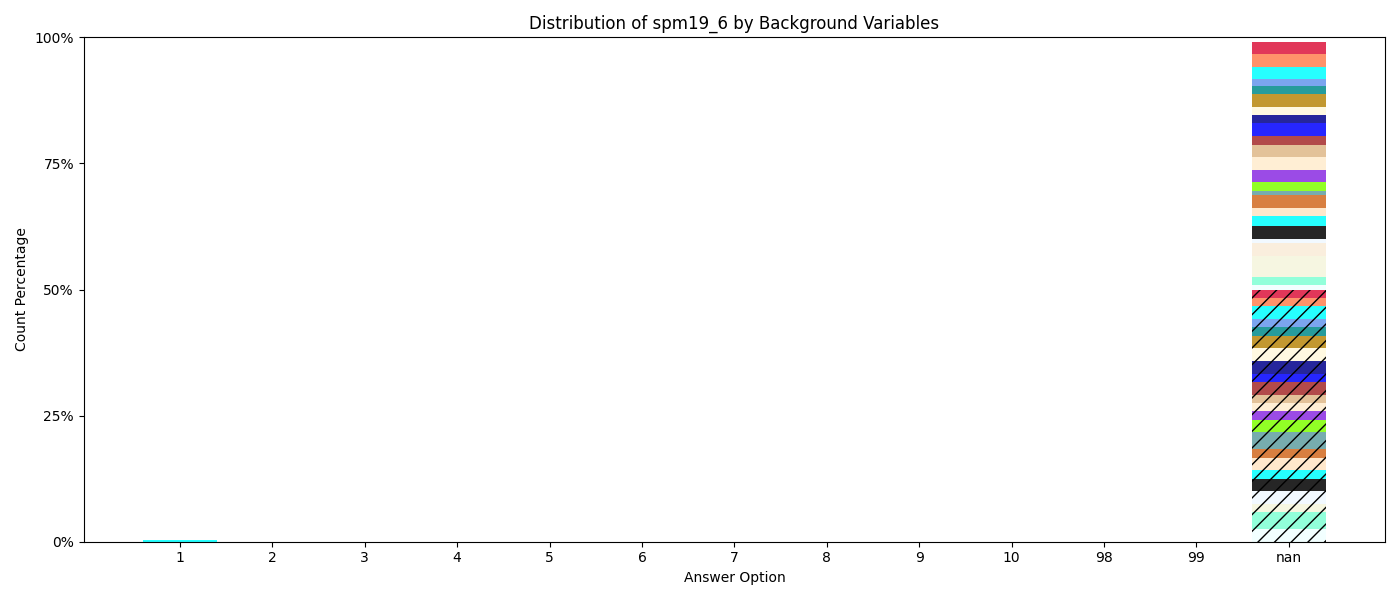 Distribution of spm19_6 by Background Variables
100%
75%
50%
25%
0%
Count Percentage
1 2 3 4 5 6 7 8 9 10 98 99 nan
Answer Option